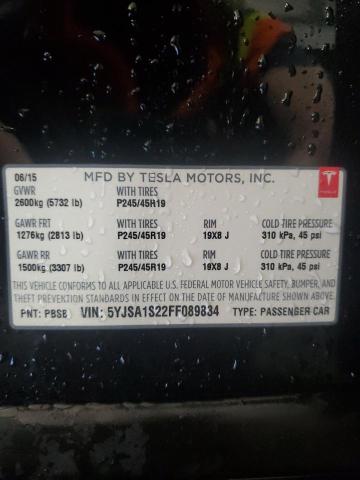 06/15 MFD BY TESLA MOTORS, INC.
GVWR WITH TIRES
2600kg (5732 lb) P245/45R19
GAWR FRT WITH TIRES RIM COLD TIRE PRESSURE
1276kg (2813 lb) P245/45R19 19X8 J 310 kPa, 45 psi
GAWR RR WITH TIRES RIM COLD TIRE PRESSURE
1500kg (3307 lb) P245/45R19 19X8 J 310 kPa, 45 psi
THIS VEHICLE CONFORMS TO ALL APPLICABLE U.S. FEDERAL MOTOR VEHICLE SAFETY, BUMPER, AND
THEFT PREVENTION STANDARDS IN EFFECT ON THE DATE OF MANUFACTURE SHOWN ABOVE.
PNT: PBSB VIN: 5YJSA1S22FF089834 TYPE: PASSENGER CAR